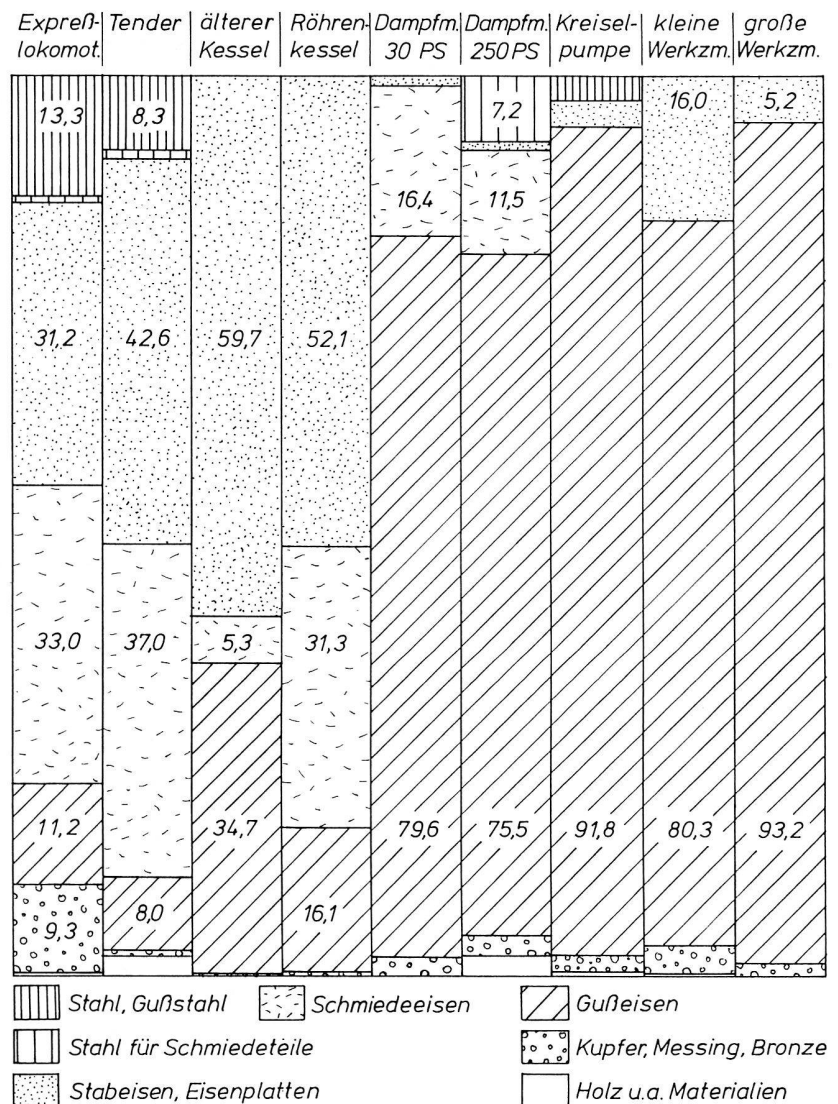 Expreß- Tender älterer Röhren- Dampfm. Dampfm. Kreisel- kleine große
lokomot. Kessel kessel 30 PS 250 PS pumpe Werkzm. Werkzm.
13,3 8,3 7,2 16,0 5,2
16,4 11,5
31,2 42,6 59,7 52,1
33,0 37,0 5,3 31,3
11,2 34,7 79,6 75,5 91,8 80,3 93,2
9,3 8,0 16,1
Stahl, Gußstahl Schmiedeeisen Gußeisen
Stahl für Schmiedeteile Kupfer, Messing, Bronze
Stabeisen, Eisenplatten Holz u.a. Materialien